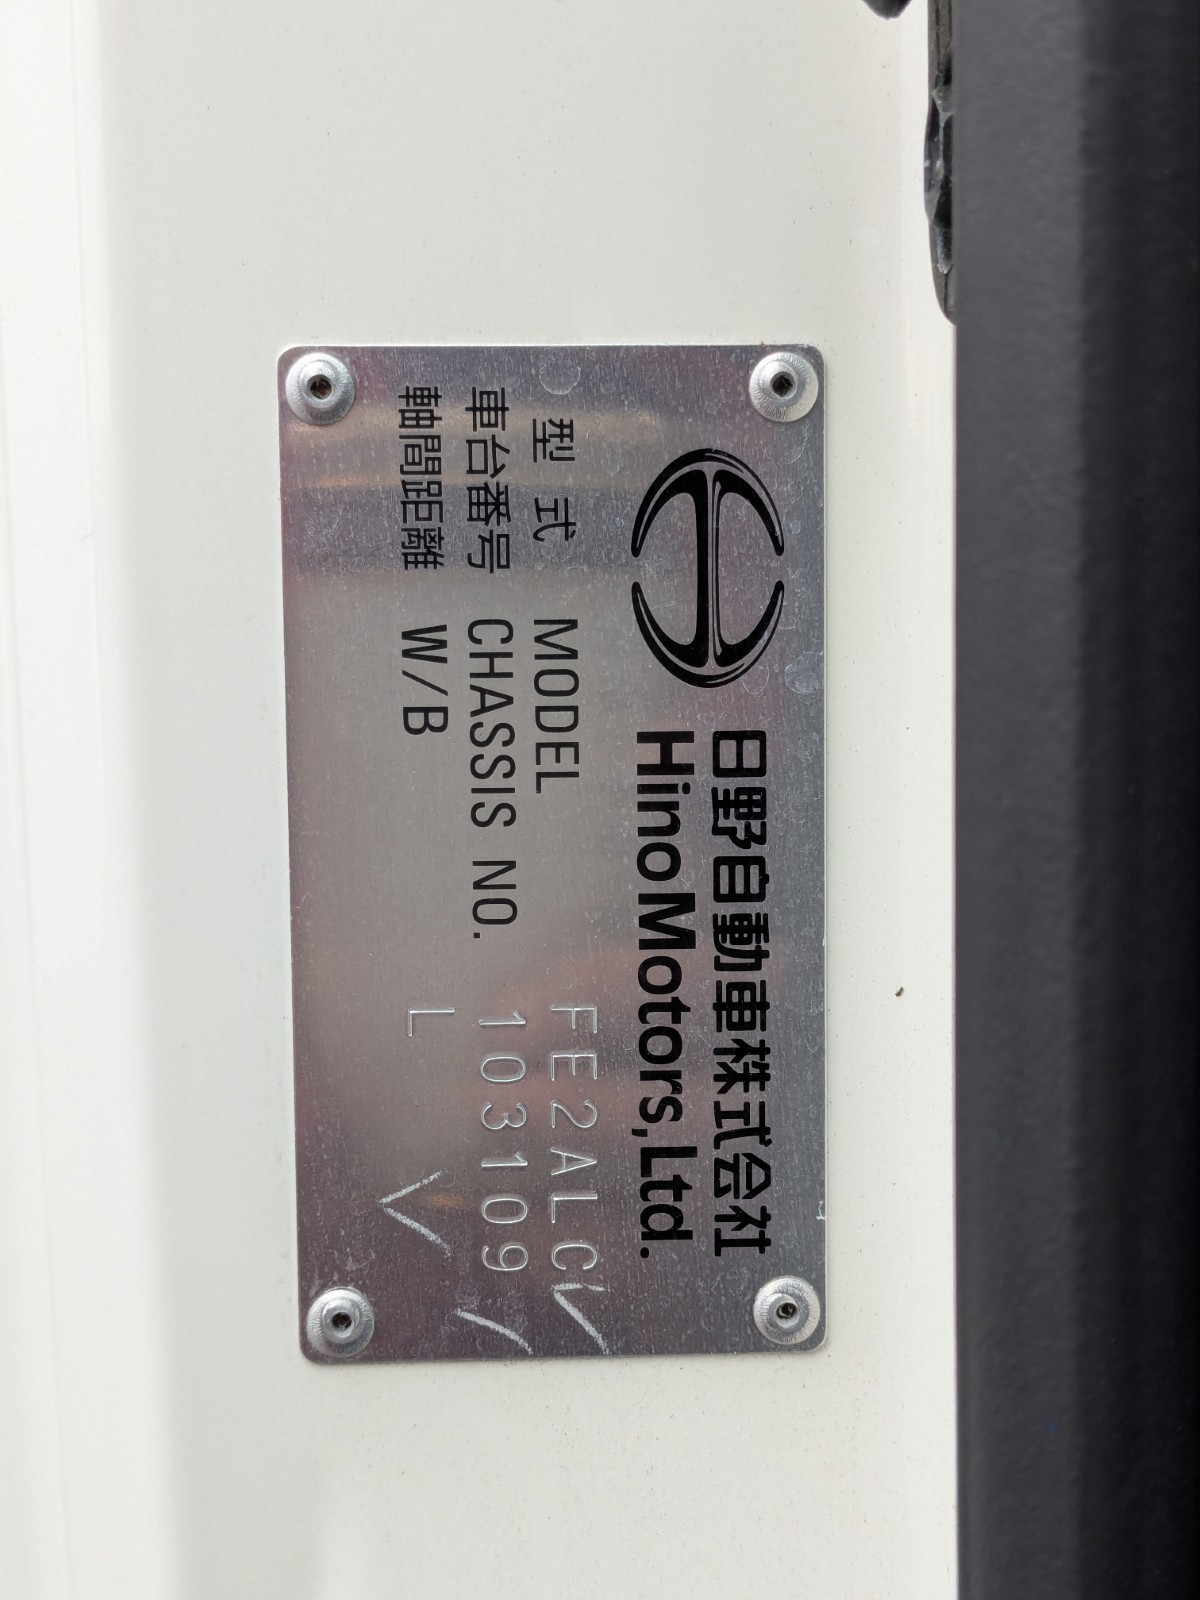 日野自動車株式会社
Hino Motors, Ltd.
型式 MODEL FE2ALC
車台番号 CHASSIS NO. 103109
軸間距離 W/B L